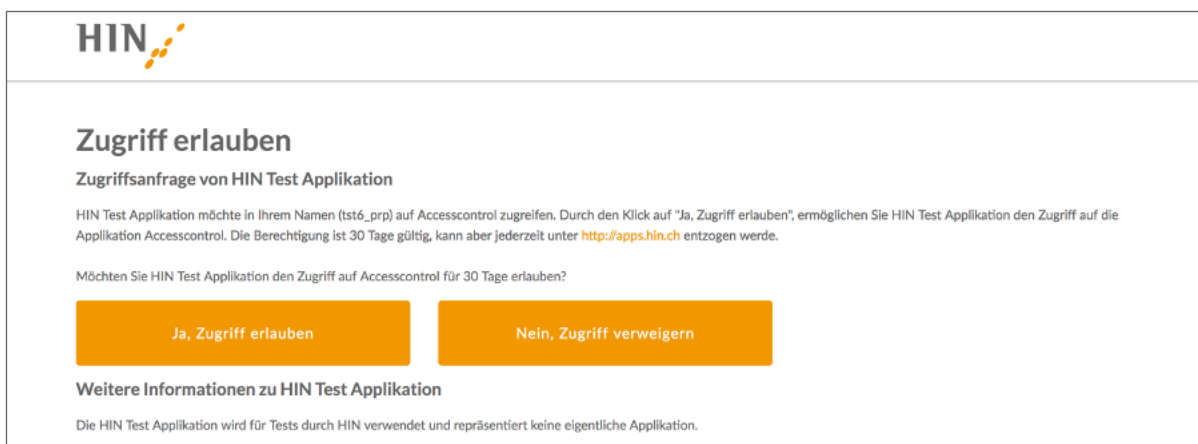 HIN
Zugriff erlauben
Zugriffsanfrage von HIN Test Applikation
HIN Test Applikation möchte in Ihrem Namen (tst6_prp) auf Accesscontrol zugreifen. Durch den Klick auf "Ja, Zugriff erlauben", ermöglichen Sie HIN Test Applikation den Zugriff auf die
Applikation Accesscontrol. Die Berechtigung ist 30 Tage gültig, kann aber jederzeit unter http://apps.hin.ch entzogen werde.
Möchten Sie HIN Test Applikation den Zugriff auf Accesscontrol für 30 Tage erlauben?
Ja, Zugriff erlauben
Nein, Zugriff verweigern
Weitere Informationen zu HIN Test Applikation
Die HIN Test Applikation wird für Tests durch HIN verwendet und repräsentiert keine eigentliche Applikation.